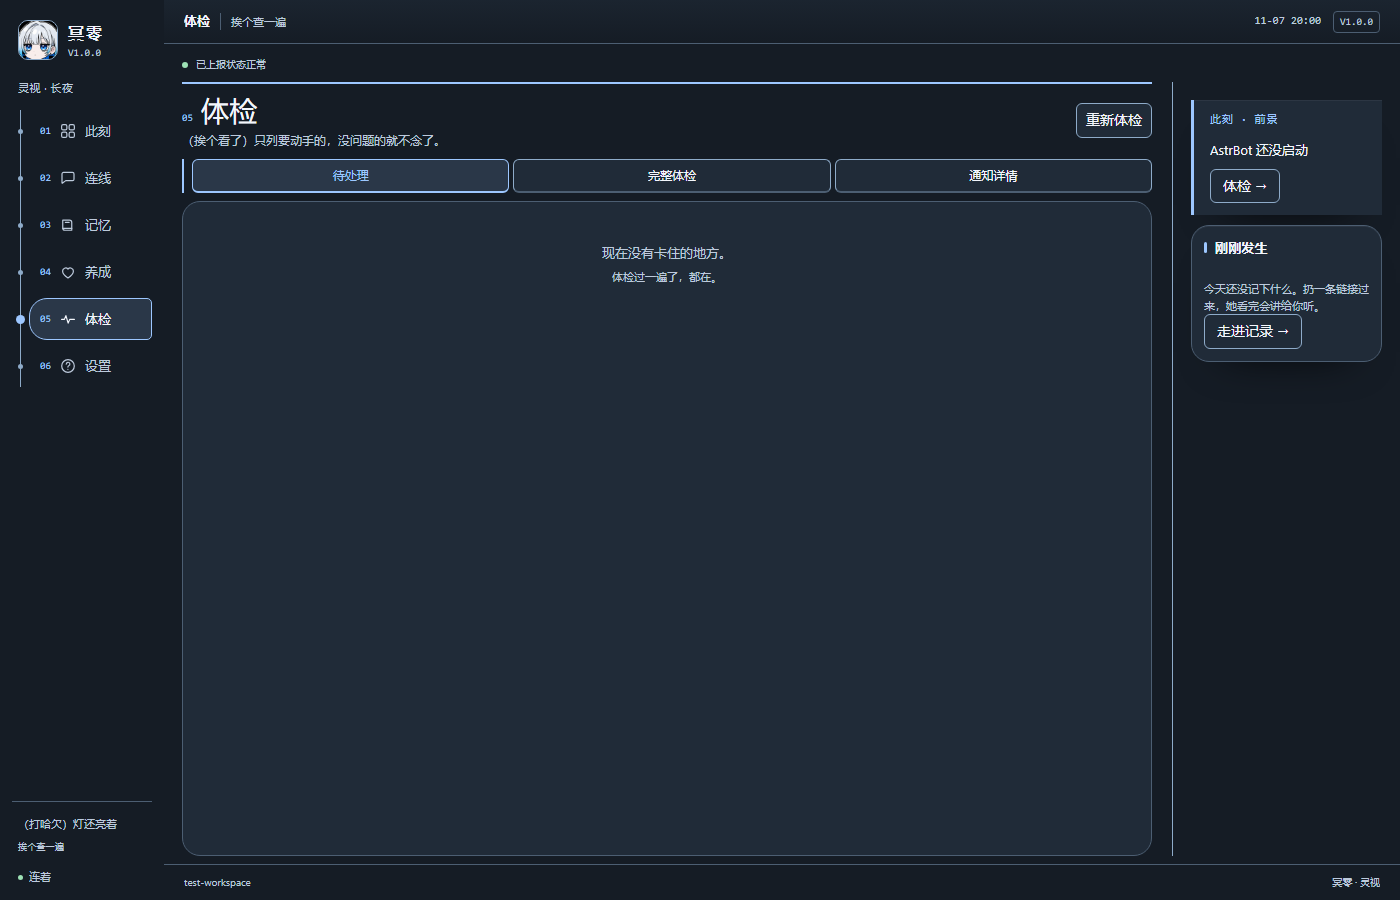 冥零
V1.0.0
灵视 · 长夜
01 此刻
02 连线
03 记忆
04 养成
05 体检
06 设置
（打哈欠）灯还亮着
挨个查一遍
连着
体检
挨个查一遍
11-07 20:00
V1.0.0
已上报状态正常
05 体检
（挨个看了）只列要动手的，没问题的就不念了。
重新体检
待处理
完整体检
通知详情
现在没有卡住的地方。
体检过一遍了，都在。
此刻 · 前景
AstrBot 还没启动
体检 →
刚刚发生
今天还没记下什么。扔一条链接过
来，她看完会讲给你听。
走进记录 →
test-workspace
冥零 · 灵视